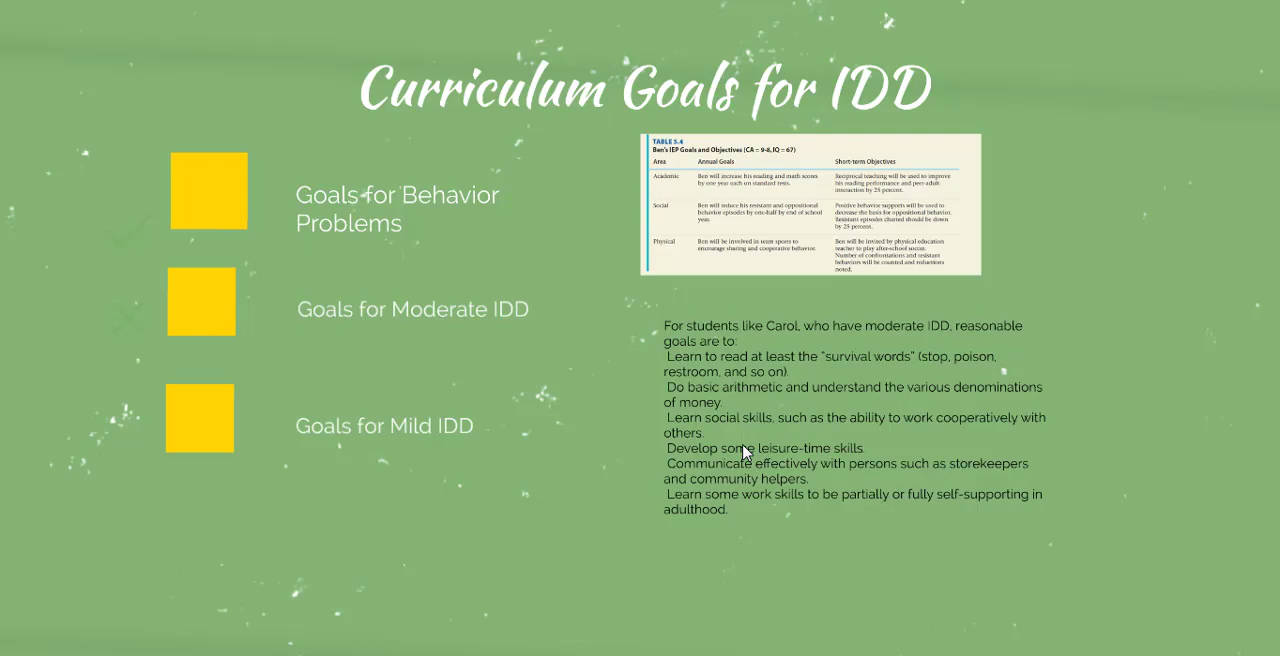 Curriculum Goals for IDD
Goals for Behavior
Problems
Goals for Moderate IDD
Goals for Mild IDD
TABLE 5.4
Ben's IEP Goals and Objectives (CA = 9-8, IQ = 67)
Area Annual Goals Short-term Objectives
Academic Ben will increase his reading and math scores Reciprocal teaching will be used to improve
by one year each on standard tests. his reading performance and peer-adult
interaction by 25 percent.
Social Ben will reduce his resistant and oppositional Positive behavior supports will be used to
behavior episodes by one-half by end of school decrease the basis for oppositional behavior.
year. Resistant episodes charted should be down
by 25 percent.
Physical Ben will be involved in team sports to Ben will be invited by physical education
encourage sharing and cooperative behavior. teacher to play after-school soccer.
Number of confrontations and resistant
behaviors will be counted and reductions
noted.
For students like Carol, who have moderate IDD, reasonable
goals are to:
Learn to read at least the “survival words” (stop, poison,
restroom, and so on).
Do basic arithmetic and understand the various denominations
of money.
Learn social skills, such as the ability to work cooperatively with
others.
Develop some leisure-time skills.
Communicate effectively with persons such as storekeepers
and community helpers.
Learn some work skills to be partially or fully self-supporting in
adulthood.